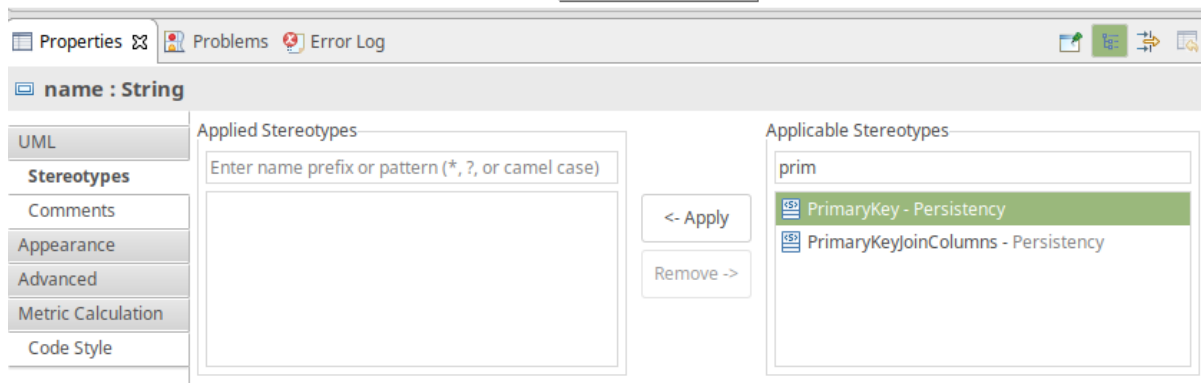 Properties Problems Error Log
name : String
UML
Stereotypes
Comments
Appearance
Advanced
Metric Calculation
Code Style
Applied Stereotypes
Enter name prefix or pattern (*, ?, or camel case)
<- Apply
Remove ->
Applicable Stereotypes
prim
PrimaryKey - Persistency
PrimaryKeyJoinColumns - Persistency